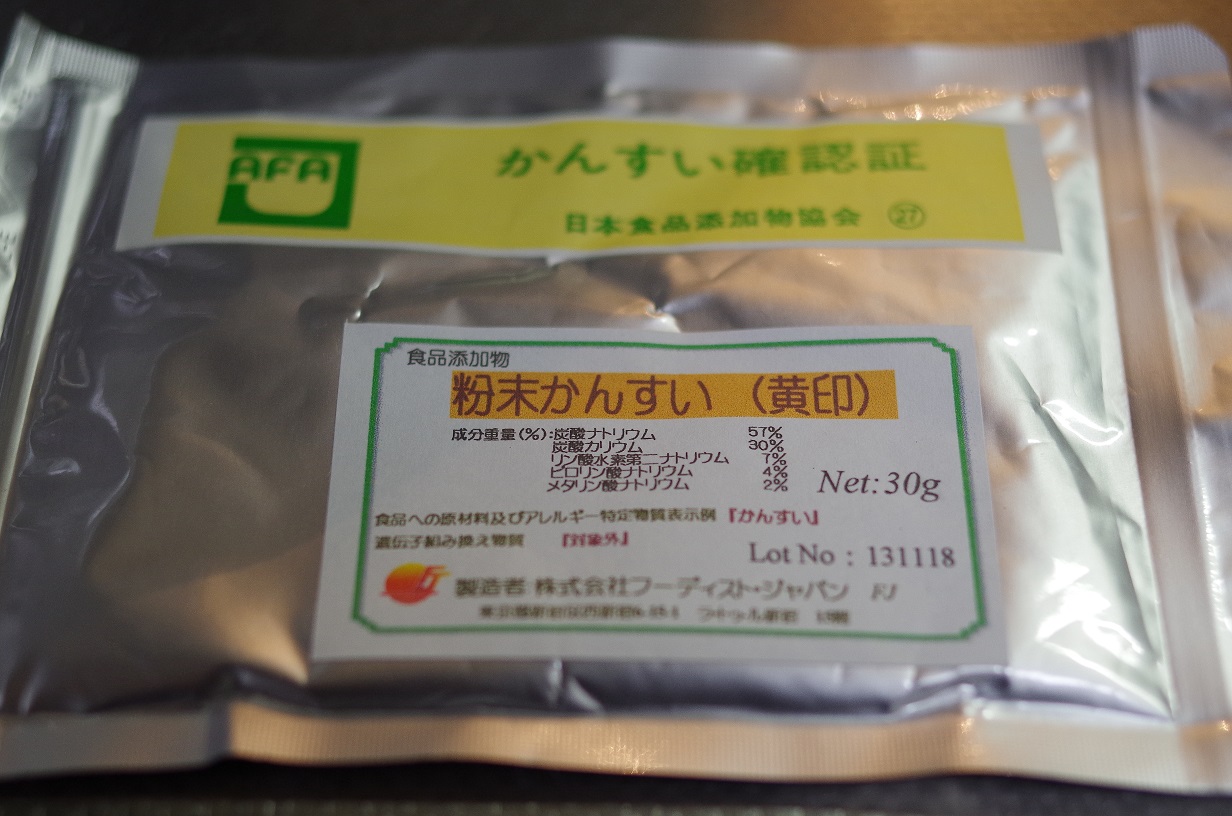 AFA
かんすい確認証
日本食品添加物協会 ㉗
食品添加物
粉末かんすい (黄印)
成分重量(%):炭酸ナトリウム 57%
炭酸カリウム 30%
リン酸水素第二ナトリウム 7%
ピロリン酸ナトリウム 4%
メタリン酸ナトリウム 2%
Net:30g
食品への原材料及びアレルギー特定物質表示例『かんすい』
遺伝子組み換え物質 『対象外』
Lot No : 131118
製造者 株式会社フーディスト・ジャパン FJ